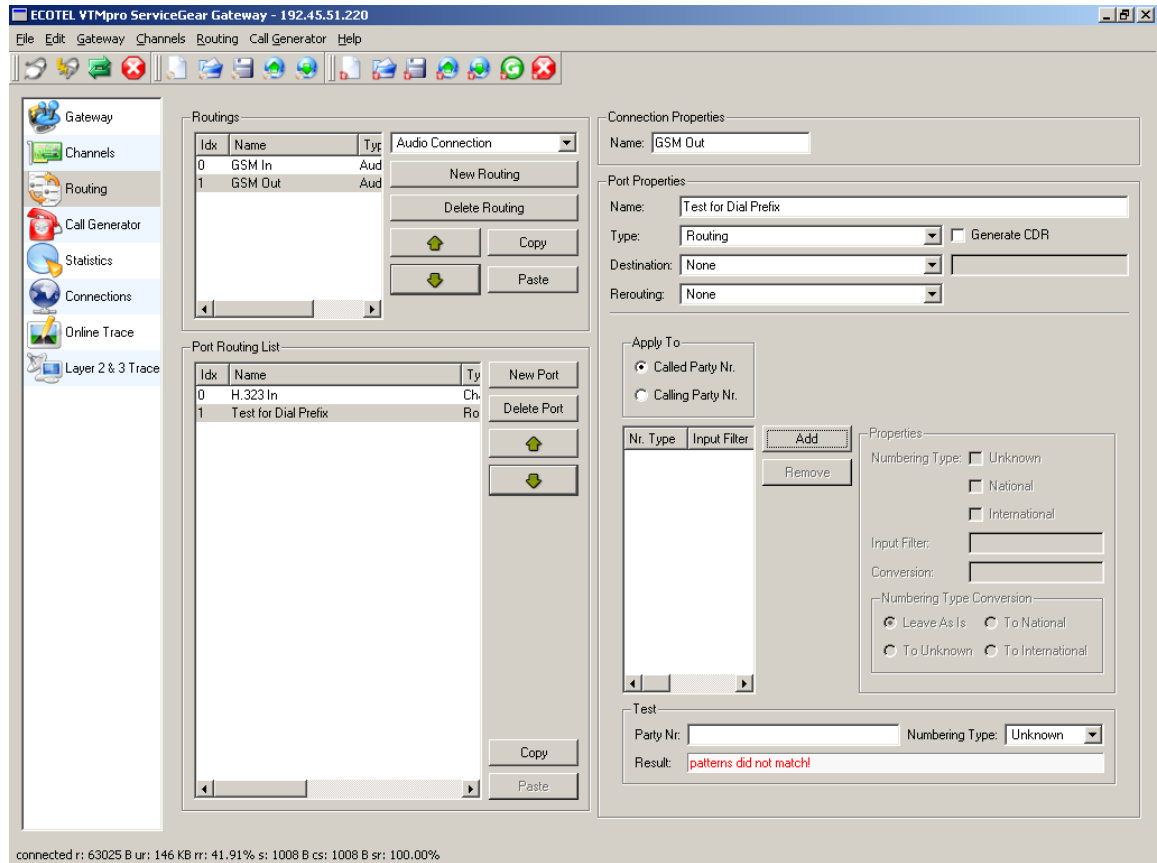 ECOTEL VTMpro ServiceGear Gateway - 192.45.51.220
File Edit Gateway Channels Routing Call Generator Help
Gateway
Channels
Routing
Call Generator
Statistics
Connections
Online Trace
Layer 2 & 3 Trace
Routings
Idx Name Typ
0 GSM In Aud
1 GSM Out Aud
Audio Connection
New Routing
Delete Routing
Copy
Paste
Port Routing List
Idx Name Ty
0 H.323 In Cha
1 Test for Dial Prefix Ro
New Port
Delete Port
Copy
Paste
Connection Properties
Name: GSM Out
Port Properties
Name: Test for Dial Prefix
Type: Routing Generate CDR
Destination: None
Rerouting: None
Apply To
Called Party Nr.
Calling Party Nr.
Nr. Type Input Filter
Add
Remove
Properties
Numbering Type: Unknown
National
International
Input Filter:
Conversion:
Numbering Type Conversion
Leave As Is To National
To Unknown To International
Test
Party Nr: Numbering Type: Unknown
Result: patterns did not match!
connected r: 63025 B ur: 146 KB rr: 41.91% s: 1008 B cs: 1008 B sr: 100.00%